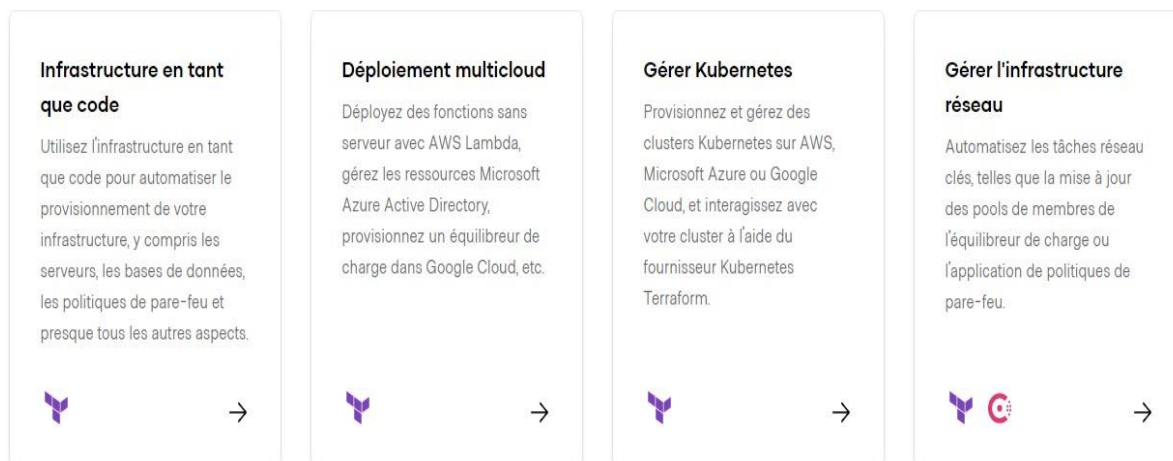 Infrastructure en tant
que code
Utilisez l'infrastructure en tant
que code pour automatiser le
provisionnement de votre
infrastructure, y compris les
serveurs, les bases de données,
les politiques de pare-feu et
presque tous les autres aspects.
Déploiement multicloud
Déployez des fonctions sans
serveur avec AWS Lambda,
gérez les ressources Microsoft
Azure Active Directory,
provisionnez un équilibreur de
charge dans Google Cloud, etc.
Gérer Kubernetes
Provisionnez et gérez des
clusters Kubernetes sur AWS,
Microsoft Azure ou Google
Cloud, et interagissez avec
votre cluster à l'aide du
fournisseur Kubernetes
Terraform.
Gérer l'infrastructure
réseau
Automatisez les tâches réseau
clés, telles que la mise à jour
des pools de membres de
l'équilibreur de charge ou
l'application de politiques de
pare-feu.